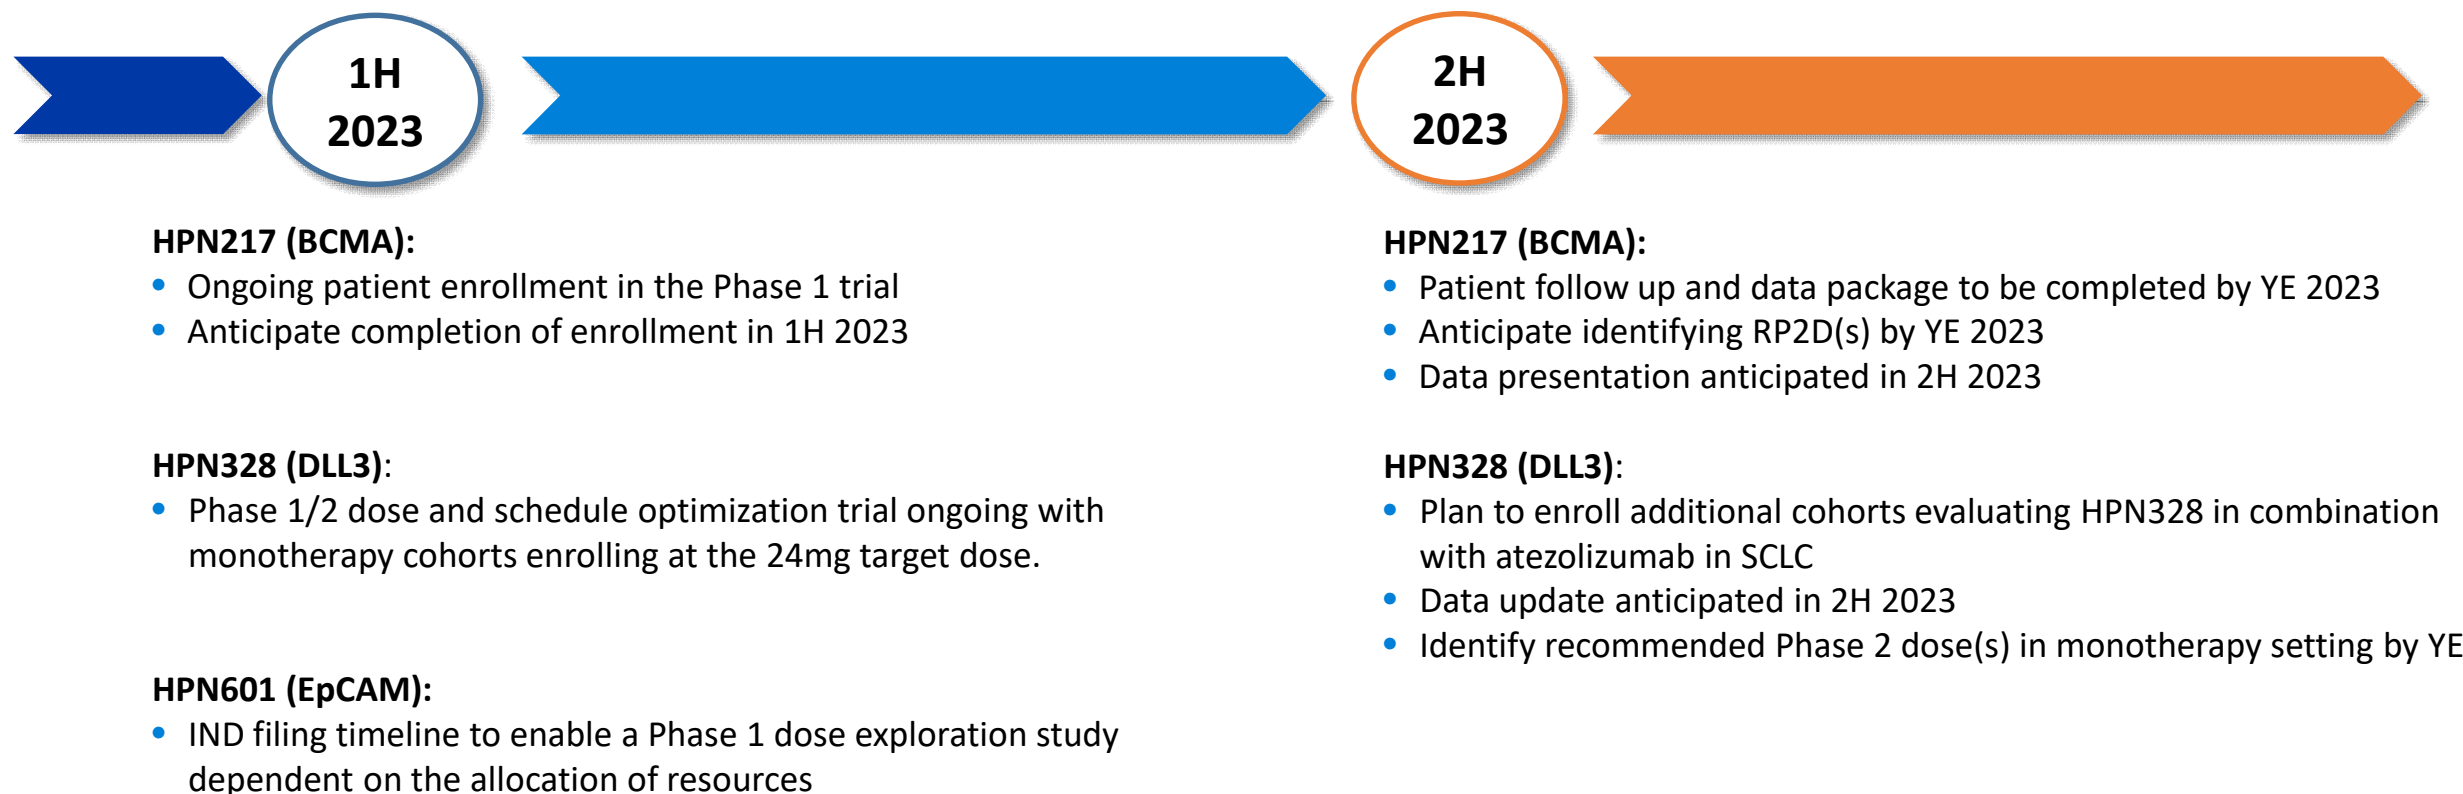 1H
2023
2H
2023
HPN217 (BCMA):
• Ongoing patient enrollment in the Phase 1 trial
• Anticipate completion of enrollment in 1H 2023
HPN328 (DLL3):
• Phase 1/2 dose and schedule optimization trial ongoing with
monotherapy cohorts enrolling at the 24mg target dose.
HPN601 (EpCAM):
• IND filing timeline to enable a Phase 1 dose exploration study
dependent on the allocation of resources
HPN217 (BCMA):
• Patient follow up and data package to be completed by YE 2023
• Anticipate identifying RP2D(s) by YE 2023
• Data presentation anticipated in 2H 2023
HPN328 (DLL3):
• Plan to enroll additional cohorts evaluating HPN328 in combination
with atezolizumab in SCLC
• Data update anticipated in 2H 2023
• Identify recommended Phase 2 dose(s) in monotherapy setting by YE